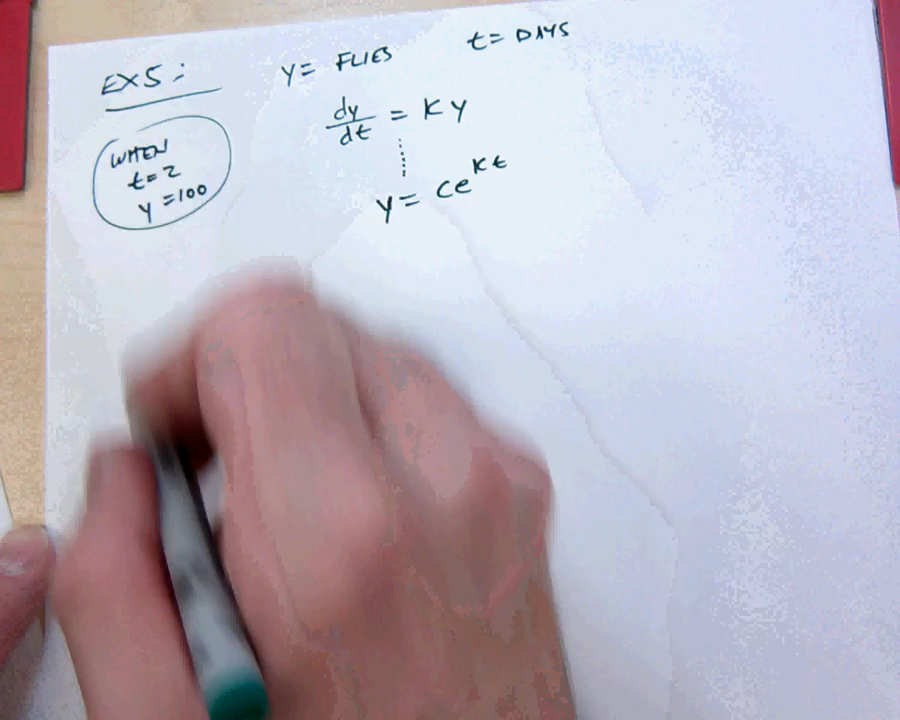 EX5:
y = FLIES
t = DAYS
dy/dt = Ky
y = Ce^{Kt}
WHEN
t=2
y=100